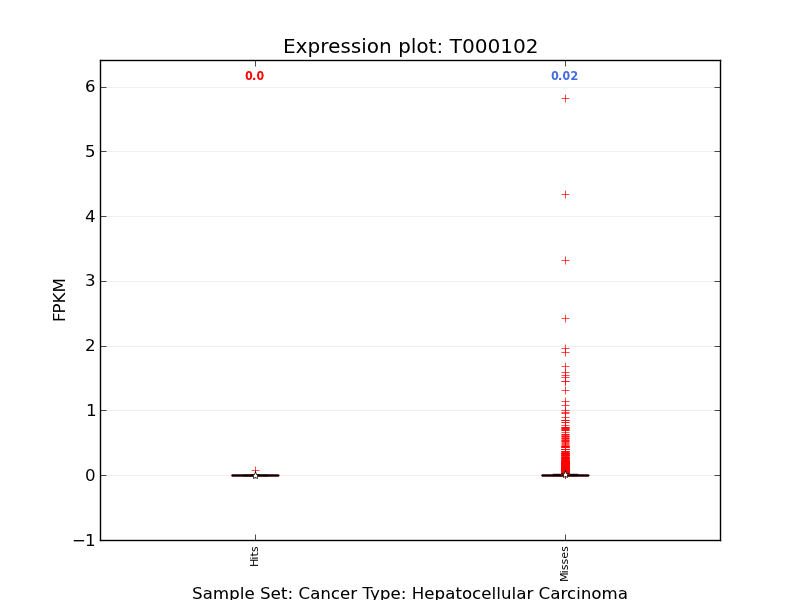 Expression plot: T000102
0.0
0.02
6
5
4
3
2
1
0
−1
FPKM
Hits
Misses
Sample Set: Cancer Type: Hepatocellular Carcinoma